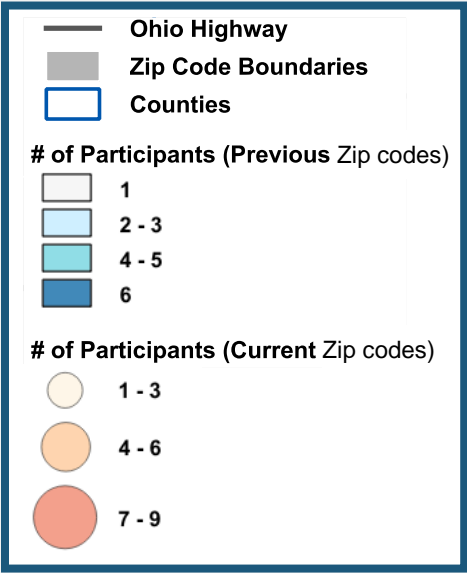 Ohio Highway
Zip Code Boundaries
Counties
# of Participants (Previous Zip codes)
1
2 - 3
4 - 5
6
# of Participants (Current Zip codes)
1 - 3
4 - 6
7 - 9